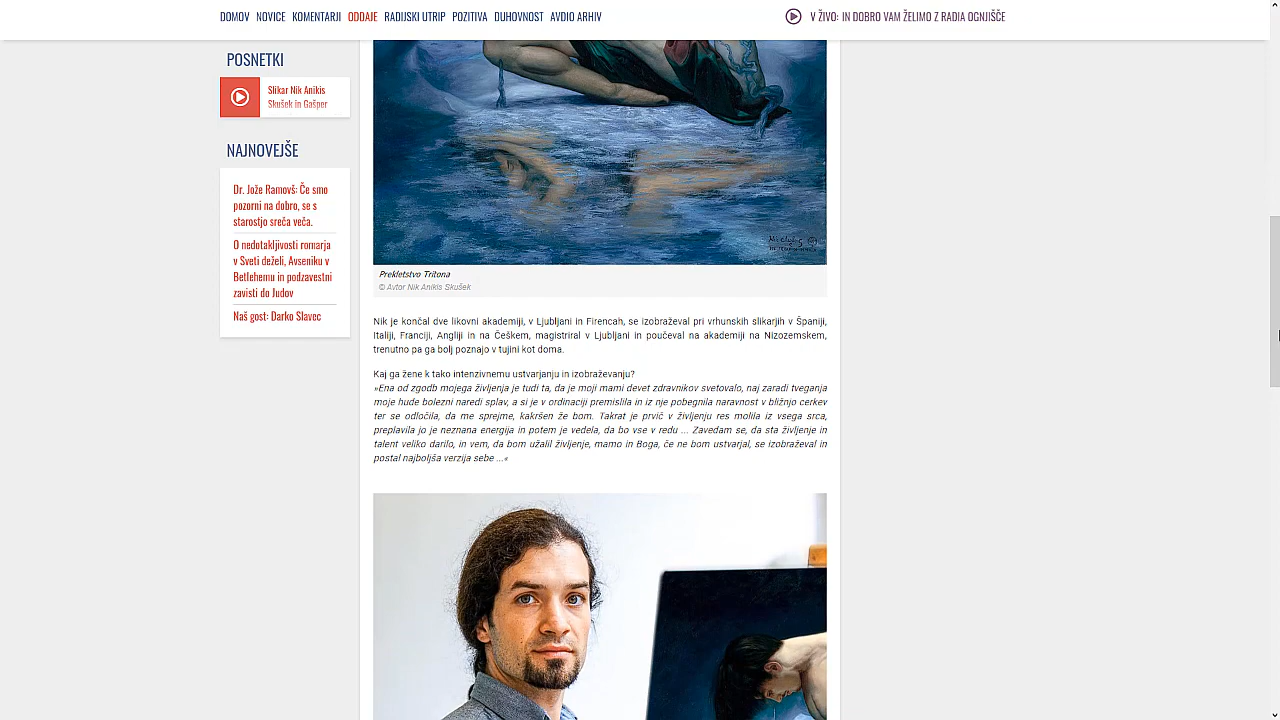 DOMOV NOVICE KOMENTARJI ODDAJE RADIJSKI UTRIP POZITIVA DUHOVNOST AVDIO ARHIV
V ŽIVO: IN DOBRO VAM ŽELIMO Z RADIA OGNJIŠČE
POSNETKI
Slikar Nik Anikis
Skušek in Gašper
NAJNOVEJŠE
Dr. Jože Ramovš: Če smo
pozorni na dobro, se s
starostjo sreča veča.
O nedotakljivosti romarja
v Sveti deželi, Avseniku v
Betlehemu in podzavestni
zavisti do Judov
Naš gost: Darko Slavec
Prekletstvo Tritona
© Avtor Nik Anikis Skušek
Nik je končal dve likovni akademiji, v Ljubljani in Firencah, se izobraževal pri vrhunskih slikarjih v Španiji,
Italiji, Franciji, Angliji in na Češkem, magistriral v Ljubljani in poučeval na akademiji na Nizozemskem,
trenutno pa ga bolj poznajo v tujini kot doma.
Kaj ga žene k tako intenzivnemu ustvarjanju in izobraževanju?
»Ena od zgodb mojega življenja je tudi ta, da je moji mami devet zdravnikov svetovalo, naj zaradi tveganja
moje hude bolezni naredi splav, a si je v ordinaciji premislila in iz nje pobegnila naravnost v bližnjo cerkev
ter se odločila, da me sprejme, kakršen že bom. Takrat je prvič v življenju res molila iz vsega srca,
preplavila jo je neznana energija in potem je vedela, da bo vse v redu ... Zavedam se, da sta življenje in
talent veliko darilo, in vem, da bom užalil življenje, mamo in Boga, če ne bom ustvarjal, se izobraževal in
postal najboljša verzija sebe ...«